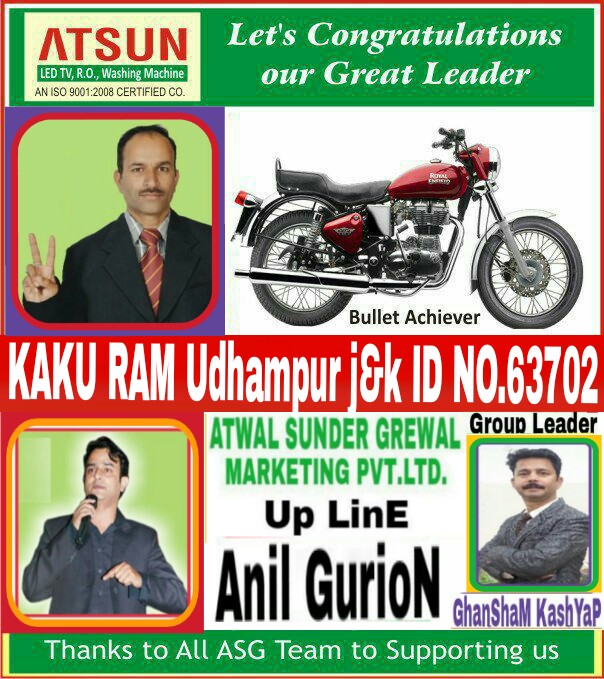 ATSUN
LED TV, R.O., Washing Machine
AN ISO 9001:2008 CERTIFIED CO.
Let's Congratulations
our Great Leader
ROYAL
ENFIELD
Bullet Achiever
KAKU RAM Udhampur j&k ID NO.63702
ATWAL SUNDER GREWAL
MARKETING PVT.LTD.
Up LinE
Anil GurioN
Group Leader
GhanShaM KashYaP
Thanks to All ASG Team to Supporting us